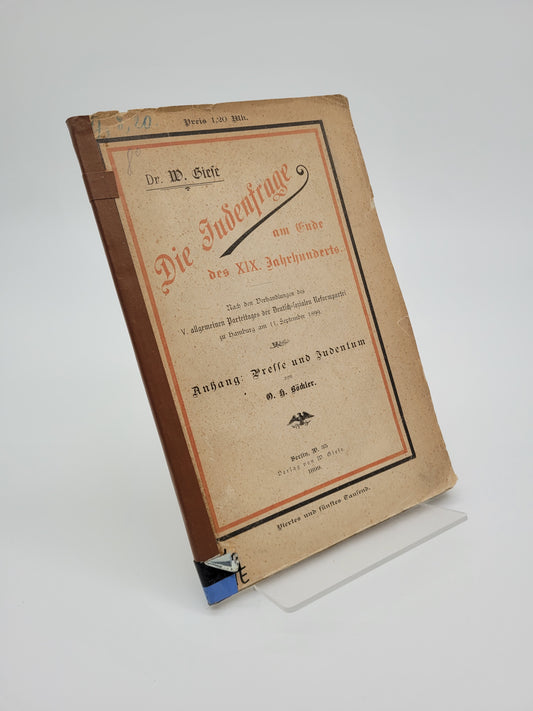 Preis 1,20 Mk.
Dr. W. Giese
Die Judenfrage
am Ende
des XIX. Jahrhunderts.
Nach den Verhandlungen des
V. allgemeinen Parteitages der Deutsch-sozialen Reformpartei
zu Hamburg am 11. September 1899.
Anhang: Presse und Judentum
von
O. H. Böckler.
Berlin, W. 35
Verlag von W. Giese.
1899.
Viertes und fünftes Tausend.